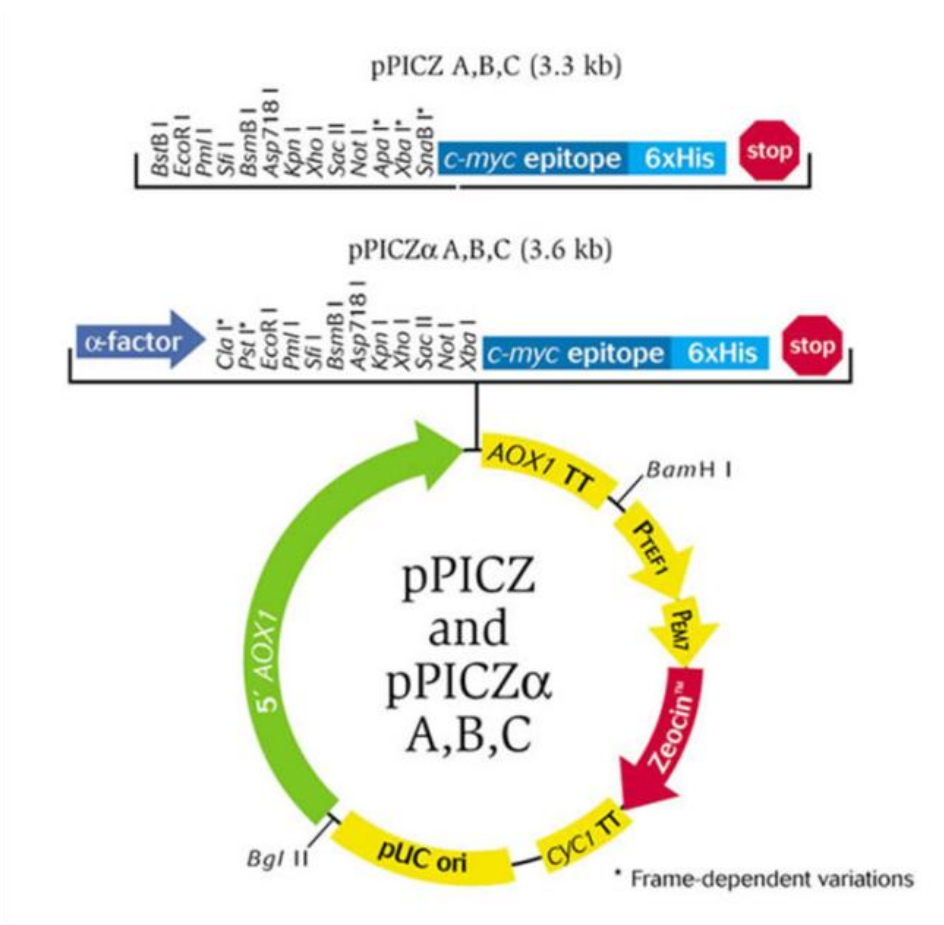 pPICZ A,B,C (3.3 kb)
BstB I
EcoR I
Pml I
Sfi I
BsmB I
Asp718 I
Kpn I
Xho I
Sac II
Not I
Apa I*
Xba I*
SnaB I*
c-myc epitope
6xHis
stop
pPICZα A,B,C (3.6 kb)
α-factor
Cla I*
Pst I*
EcoR I
Pml I
Sfi I
BsmB I
Asp718 I
Kpn I
Xho I
Sac II
Not I
Xba I
c-myc epitope
6xHis
stop
AOX1 TT
BamH I
PTEF1
PEM7
Zeocin™
CyC1 TT
pUC ori
Bgl II
5´ AOX1
pPICZ
and
pPICZα
A,B,C
* Frame-dependent variations